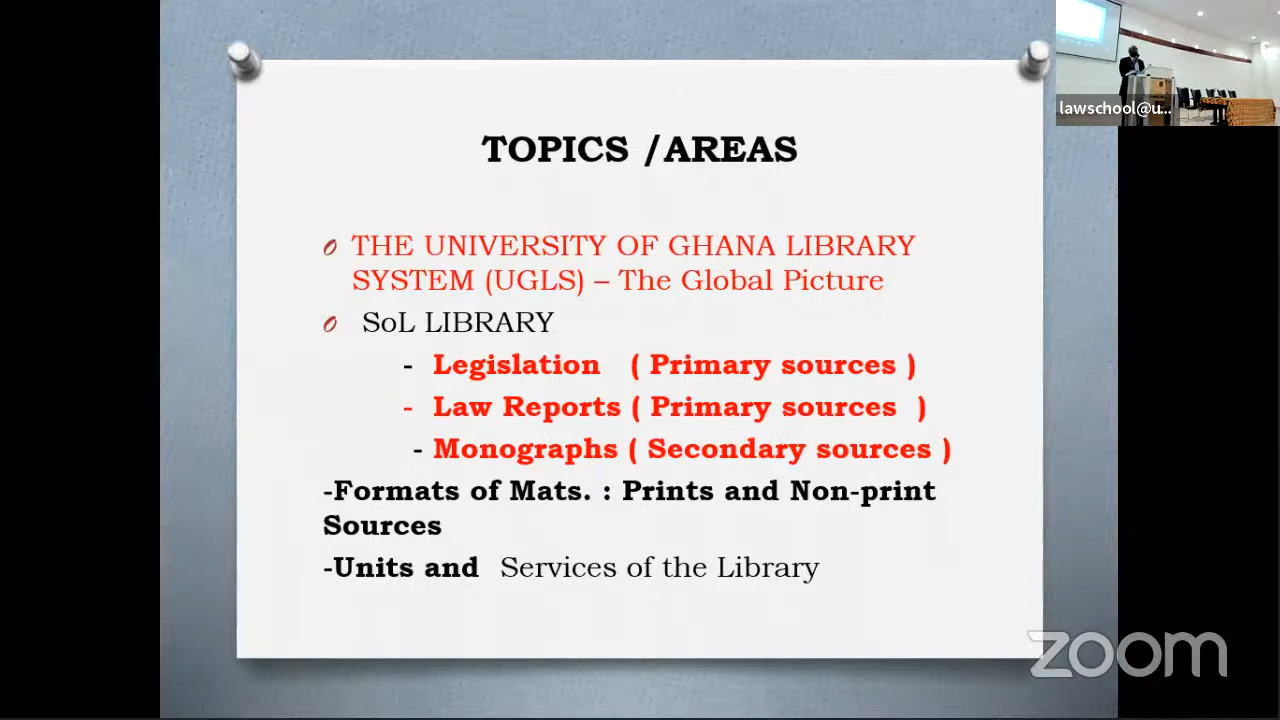 TOPICS /AREAS
THE UNIVERSITY OF GHANA LIBRARY
SYSTEM (UGLS) – The Global Picture
SoL LIBRARY
- Legislation ( Primary sources )
- Law Reports ( Primary sources )
- Monographs ( Secondary sources )
-Formats of Mats. : Prints and Non-print
Sources
-Units and Services of the Library
lawschool@u...
zoom